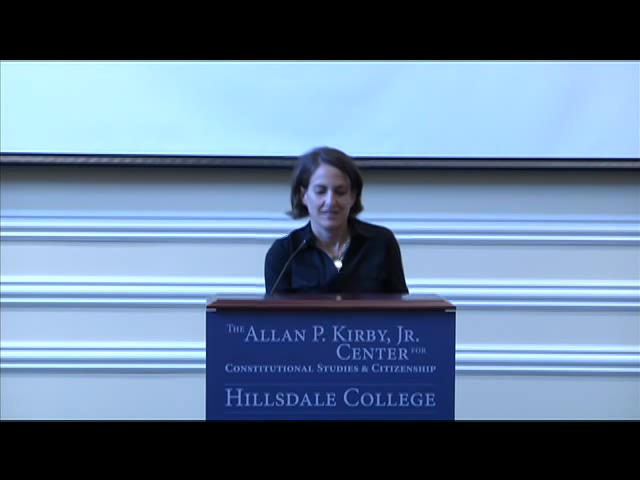 The Allan P. Kirby, Jr.
Center for
Constitutional Studies & Citizenship
Hillsdale College